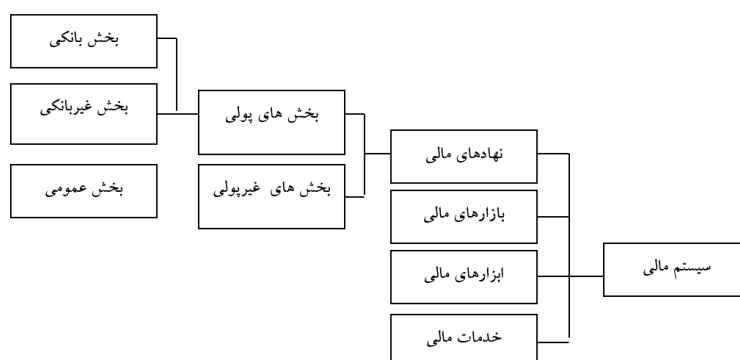 بخش بانکی
بخش غیربانکی
بخش های پولی
نهادهای مالی
بخش عمومی
بخش های غیرپولی
بازارهای مالی
سیستم مالی
ابزارهای مالی
خدمات مالی